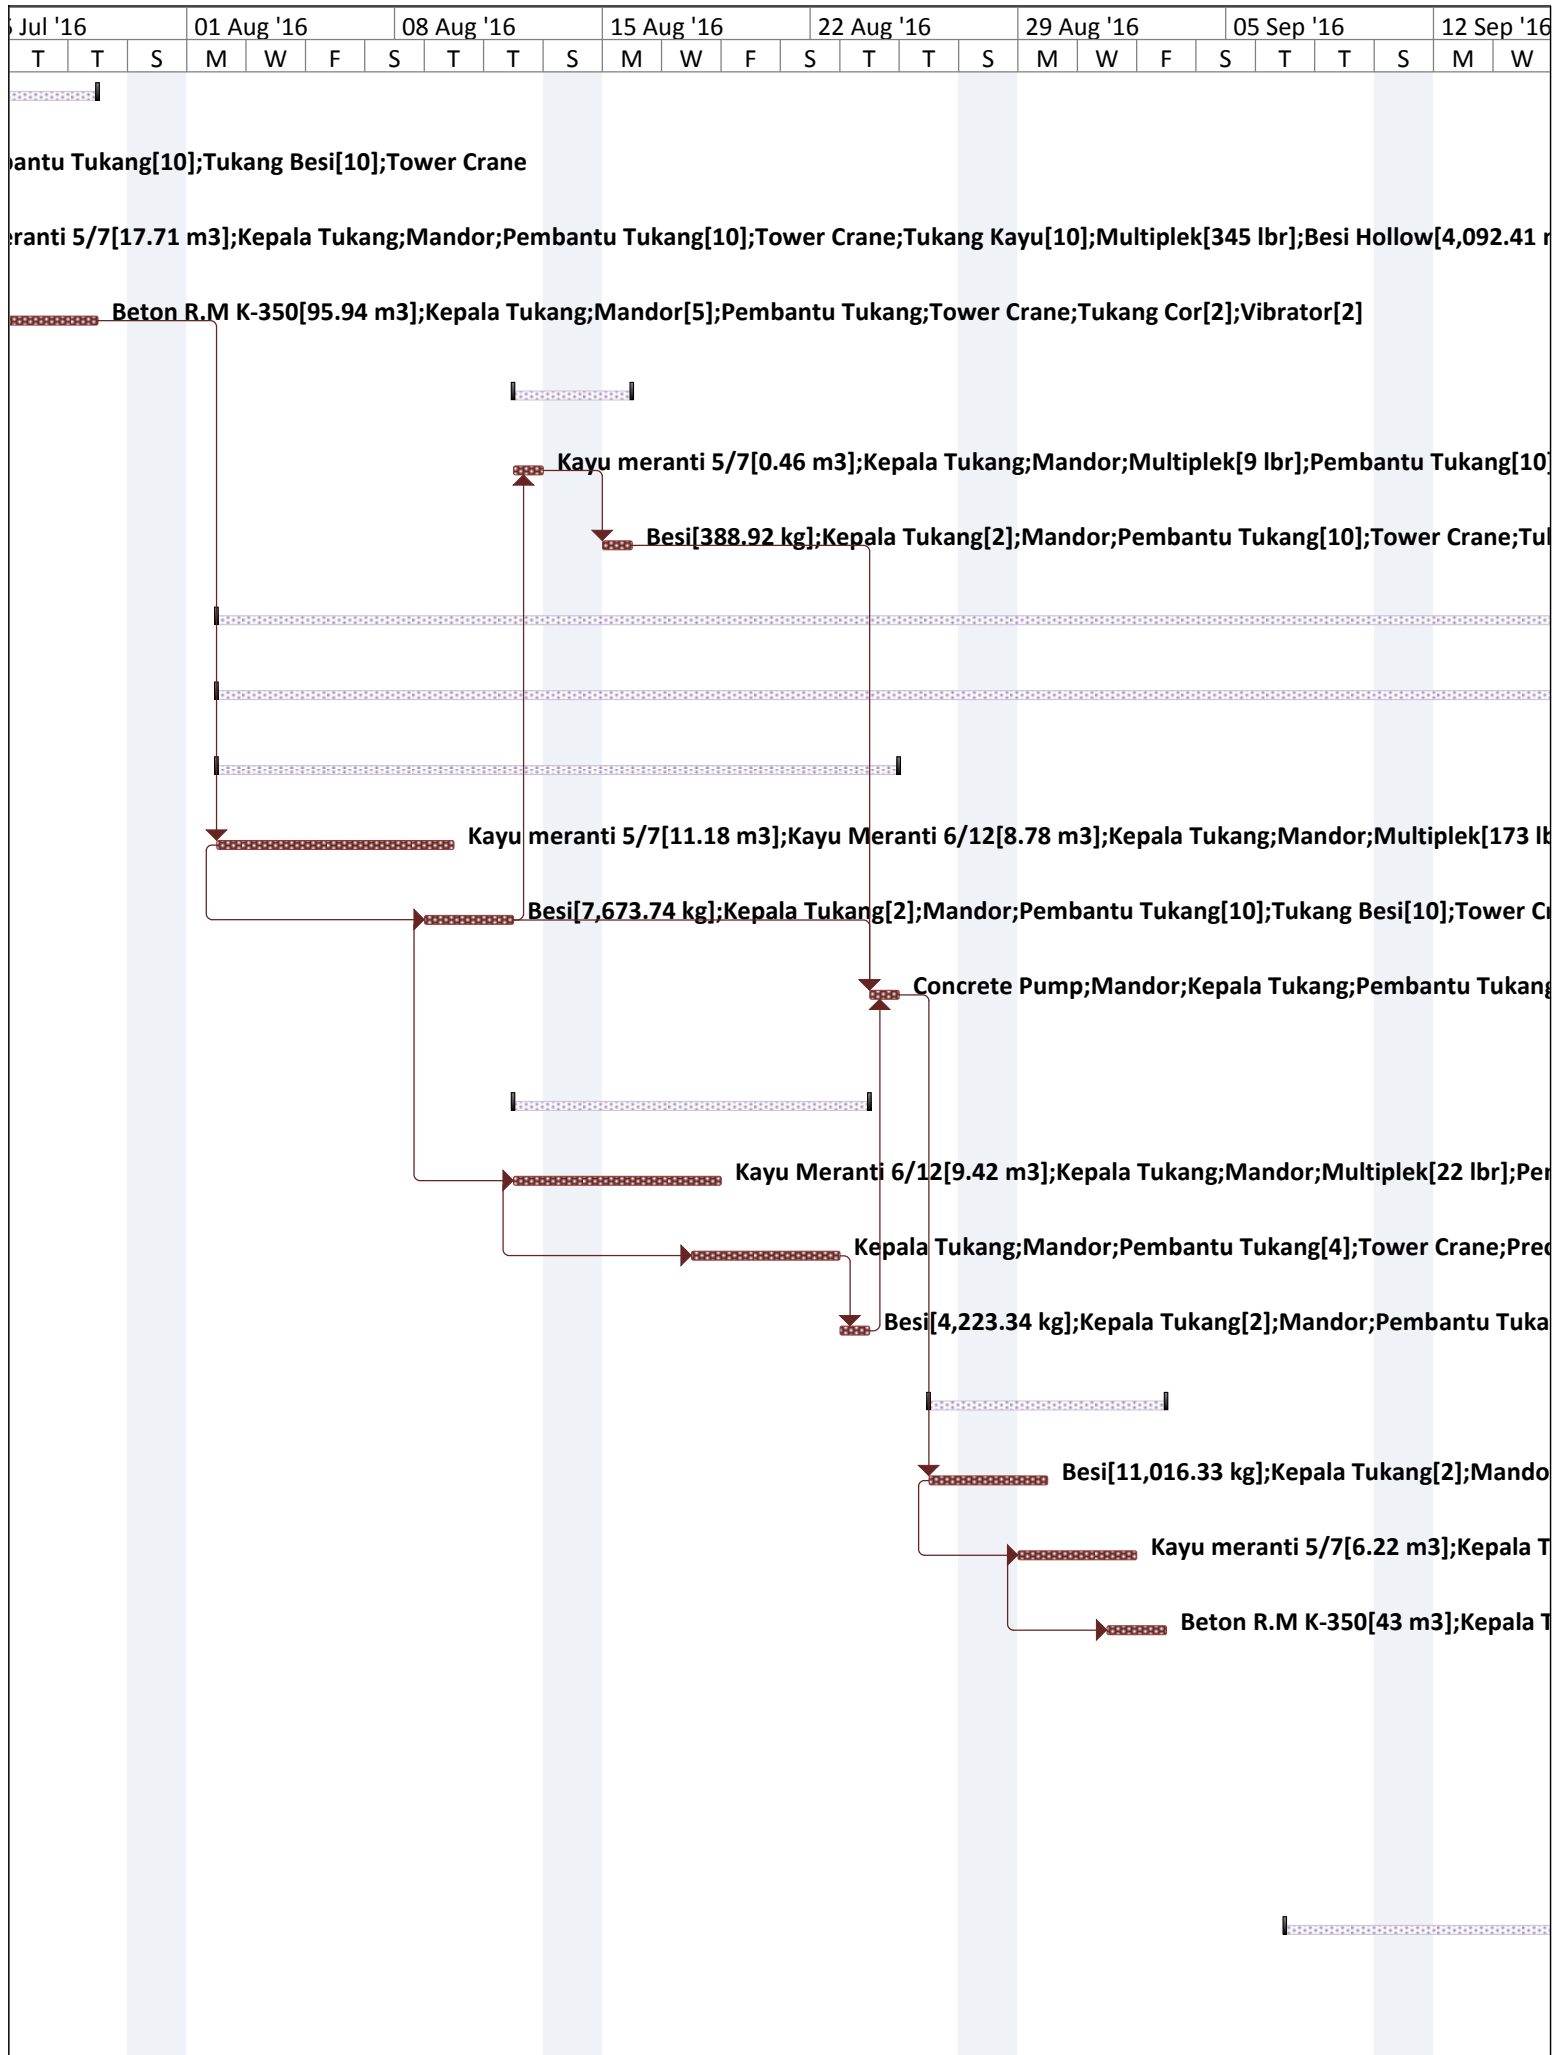 Jul '16 01 Aug '16 08 Aug '16 15 Aug '16 22 Aug '16 29 Aug '16 05 Sep '16 12 Sep '16
T T S M W F S T T S M W F S T T S M W F S T T S M W
bantu Tukang[10];Tukang Besi[10];Tower Crane
eranti 5/7[17.71 m3];Kepala Tukang;Mandor;Pembantu Tukang[10];Tower Crane;Tukang Kayu[10];Multiplek[345 lbr];Besi Hollow[4,092.41
Beton R.M K-350[95.94 m3];Kepala Tukang;Mandor[5];Pembantu Tukang;Tower Crane;Tukang Cor[2];Vibrator[2]
Kayu meranti 5/7[0.46 m3];Kepala Tukang;Mandor;Multiplek[9 lbr];Pembantu Tukang[10]
Besi[388.92 kg];Kepala Tukang[2];Mandor;Pembantu Tukang[10];Tower Crane;Tu
Kayu meranti 5/7[11.18 m3];Kayu Meranti 6/12[8.78 m3];Kepala Tukang;Mandor;Multiplek[173 lb
Besi[7,673.74 kg];Kepala Tukang[2];Mandor;Pembantu Tukang[10];Tukang Besi[10];Tower C
Concrete Pump;Mandor;Kepala Tukang;Pembantu Tukang
Kayu Meranti 6/12[9.42 m3];Kepala Tukang;Mandor;Multiplek[22 lbr];Pe
Kepala Tukang;Mandor;Pembantu Tukang[4];Tower Crane;Prec
Besi[4,223.34 kg];Kepala Tukang[2];Mandor;Pembantu Tuka
Besi[11,016.33 kg];Kepala Tukang[2];Mando
Kayu meranti 5/7[6.22 m3];Kepala T
Beton R.M K-350[43 m3];Kepala T